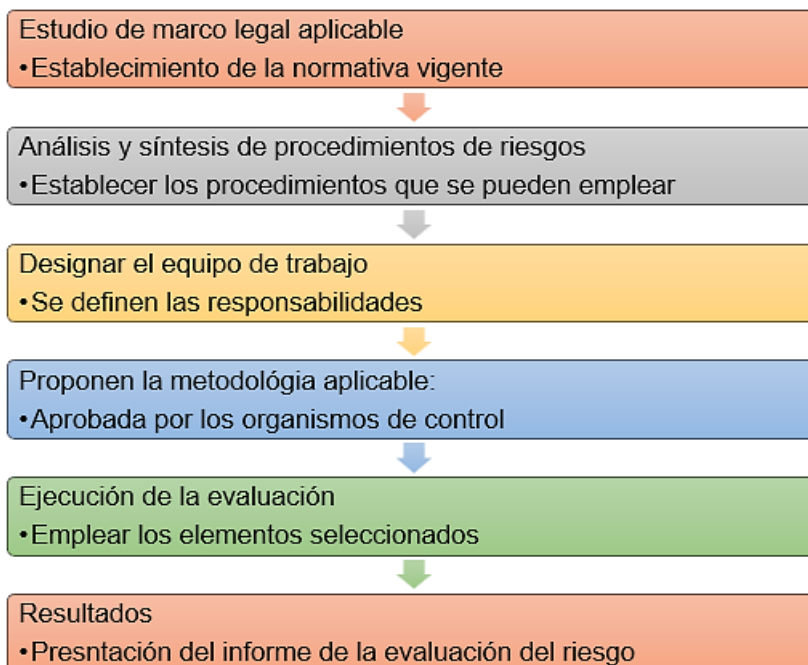 Estudio de marco legal aplicable
•Establecimiento de la normativa vigente
Análisis y síntesis de procedimientos de riesgos
•Establecer los procedimientos que se pueden emplear
Designar el equipo de trabajo
•Se definen las responsabilidades
Proponen la metodológia aplicable:
•Aprobada por los organismos de control
Ejecución de la evaluación
•Emplear los elementos seleccionados
Resultados
•Presntación del informe de la evaluación del riesgo